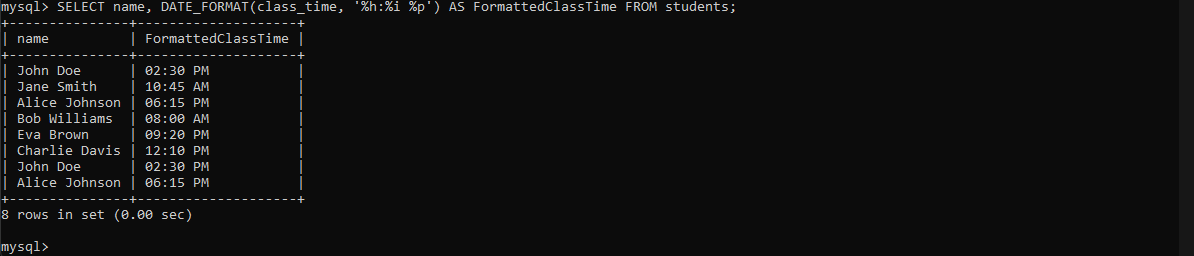 mysql> SELECT name, DATE_FORMAT(class_time, '%h:%i %p') AS FormattedClassTime FROM students;
+---------------+--------------------+
| name          | FormattedClassTime |
+---------------+--------------------+
| John Doe      | 02:30 PM           |
| Jane Smith    | 10:45 AM           |
| Alice Johnson | 06:15 PM           |
| Bob Williams  | 08:00 AM           |
| Eva Brown     | 09:20 PM           |
| Charlie Davis | 12:10 PM           |
| John Doe      | 02:30 PM           |
| Alice Johnson | 06:15 PM           |
+---------------+--------------------+
8 rows in set (0.00 sec)
mysql>